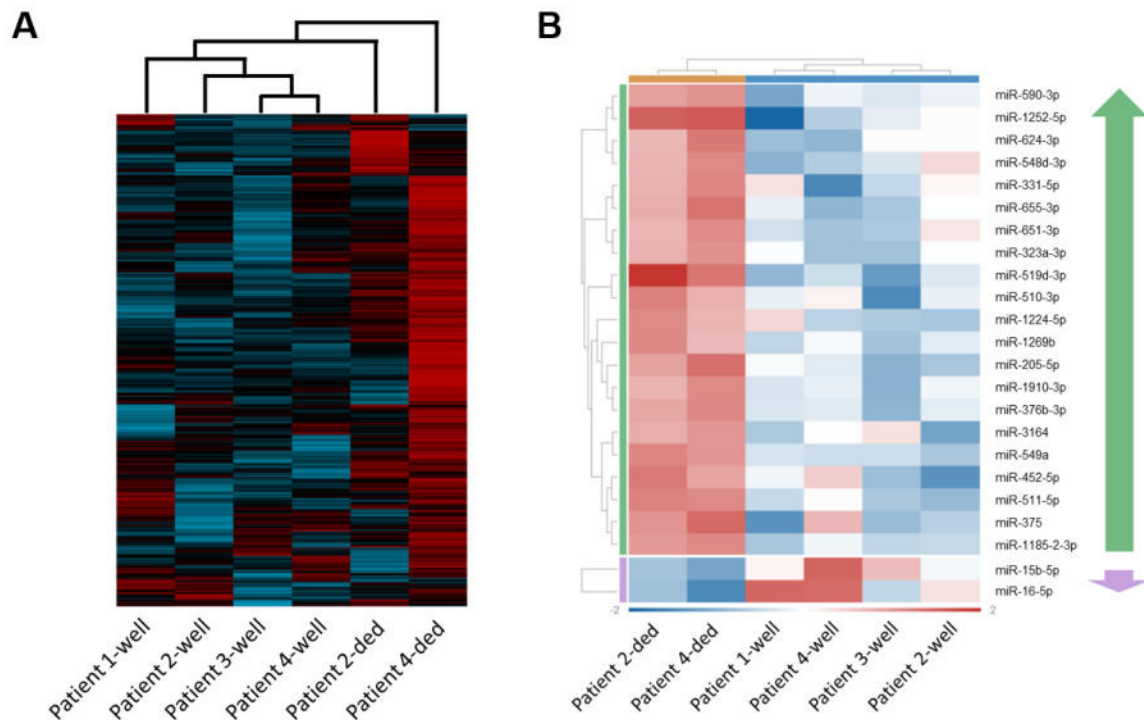 A
B
Patient 1-well
Patient 2-well
Patient 3-well
Patient 4-well
Patient 2-ded
Patient 4-ded
miR-590-3p
miR-1252-5p
miR-624-3p
miR-548d-3p
miR-331-5p
miR-655-3p
miR-651-3p
miR-323a-3p
miR-519d-3p
miR-510-3p
miR-1224-5p
miR-1269b
miR-205-5p
miR-1910-3p
miR-376b-3p
miR-3164
miR-549a
miR-452-5p
miR-511-5p
miR-375
miR-1185-2-3p
miR-15b-5p
miR-16-5p
-2
2
Patient 2-ded
Patient 4-ded
Patient 1-well
Patient 4-well
Patient 3-well
Patient 2-well